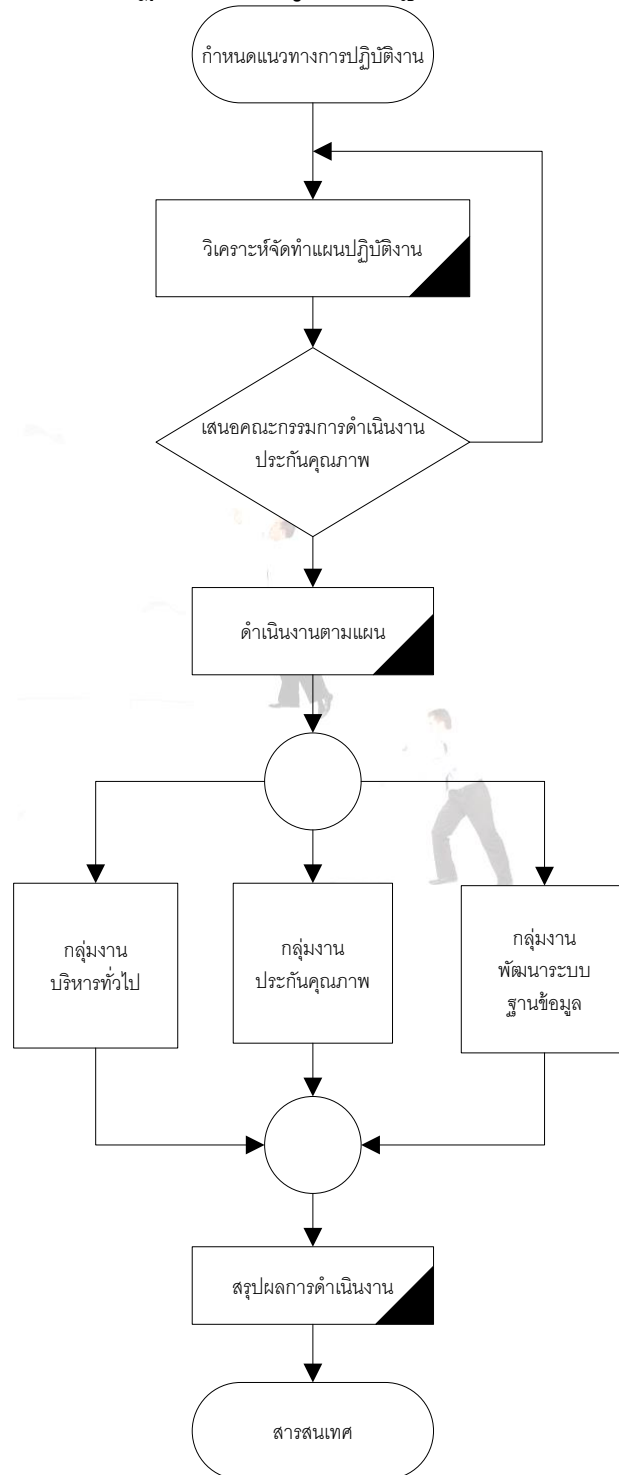 กำหนดแนวทางการปฏิบัติงาน
วิเคราะห์จัดทำแผนปฏิบัติงาน
เสนอคณะกรรมการดำเนินงาน
ประกันคุณภาพ
ดำเนินงานตามแผน
กลุ่มงาน
บริหารทั่วไป
กลุ่มงาน
ประกันคุณภาพ
กลุ่มงาน
พัฒนาระบบ
ฐานข้อมูล
สรุปผลการดำเนินงาน
สารสนเทศ